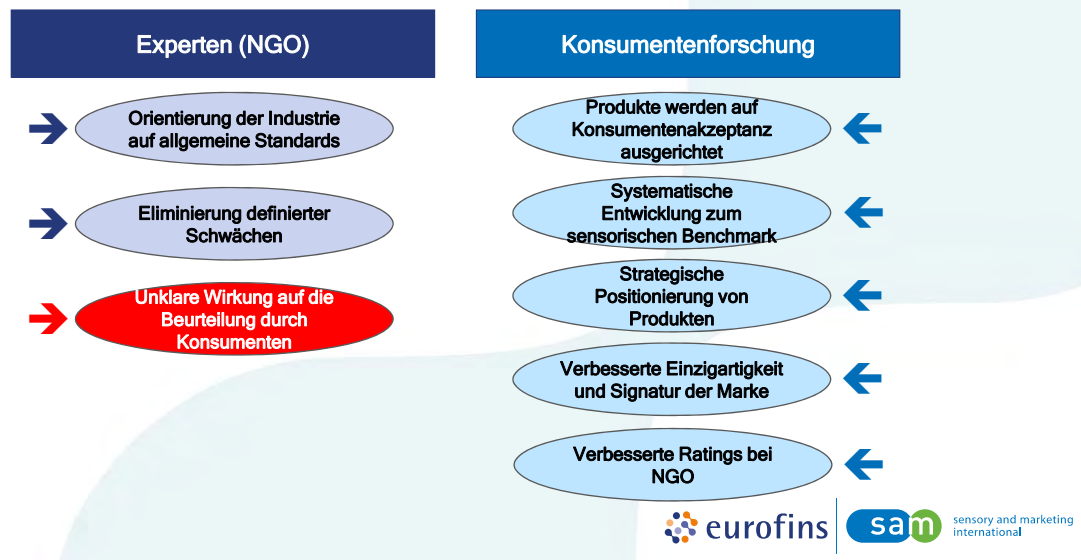 Experten (NGO)
Orientierung der Industrie
auf allgemeine Standards
Eliminierung definierter
Schwächen
Unklare Wirkung auf die
Beurteilung durch
Konsumenten
Konsumentenforschung
Produkte werden auf
Konsumentenakzeptanz
ausgerichtet
Systematische
Entwicklung zum
sensorischen Benchmark
Strategische
Positionierung von
Produkten
Verbesserte Einzigartigkeit
und Signatur der Marke
Verbesserte Ratings bei
NGO
eurofins
sam
sensory and marketing
international